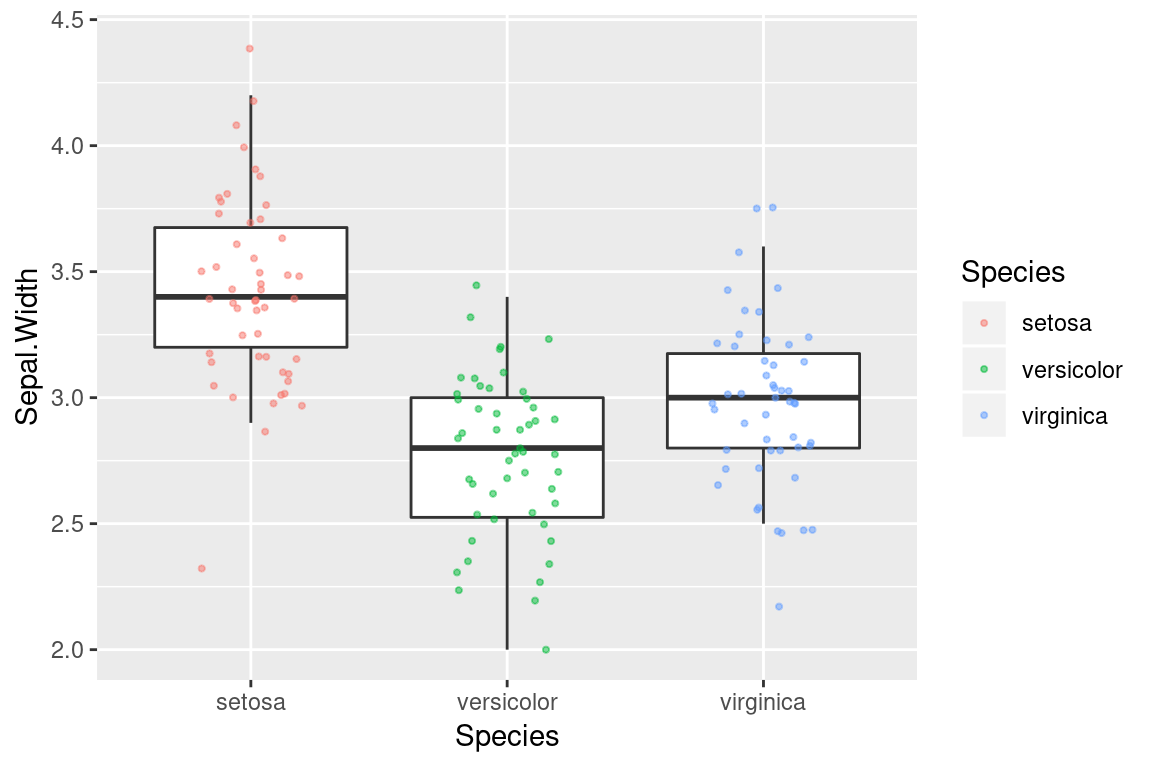 Sepal.Width
4.5
4.0
3.5
3.0
2.5
2.0
setosa versicolor virginica
Species
Species
setosa
versicolor
virginica